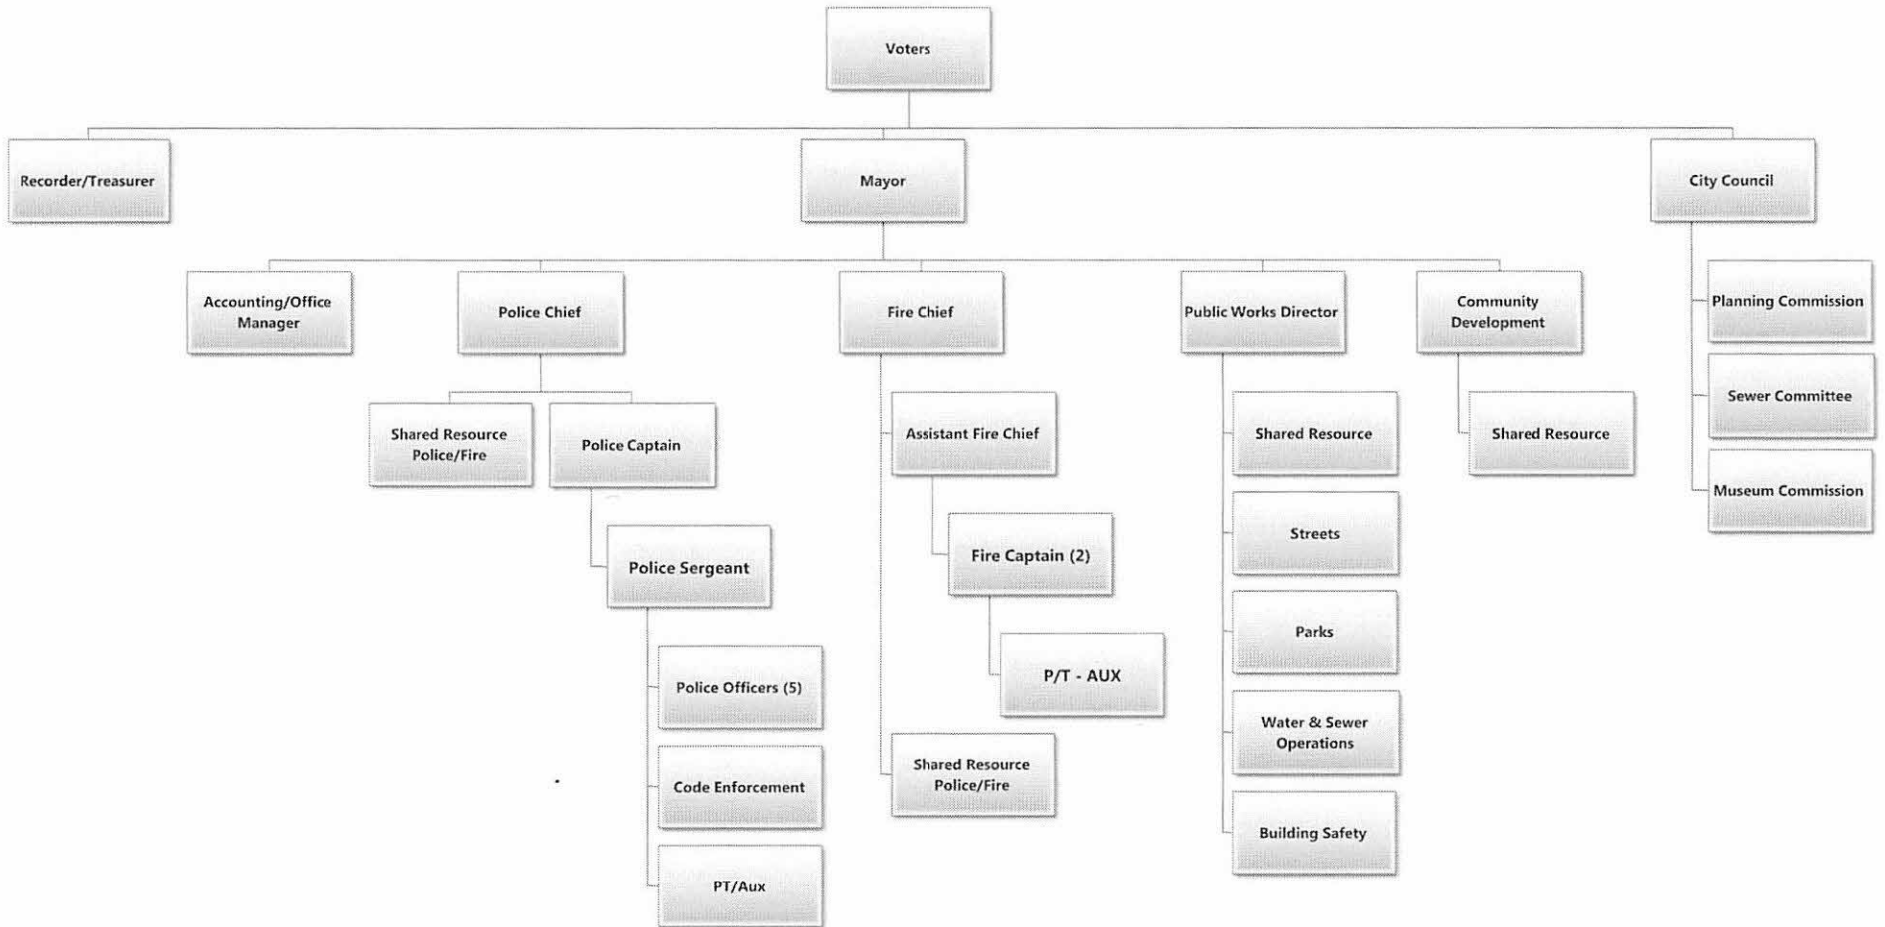 Voters
Recorder/Treasurer
Mayor
City Council
Accounting/Office
Manager
Police Chief
Fire Chief
Public Works Director
Community
Development
Planning Commission
Sewer Committee
Museum Commission
Shared Resource
Police/Fire
Police Captain
Police Sergeant
Police Officers (5)
Code Enforcement
PT/Aux
Assistant Fire Chief
Fire Captain (2)
P/T - AUX
Shared Resource
Police/Fire
Shared Resource
Streets
Parks
Water & Sewer
Operations
Building Safety
Shared Resource